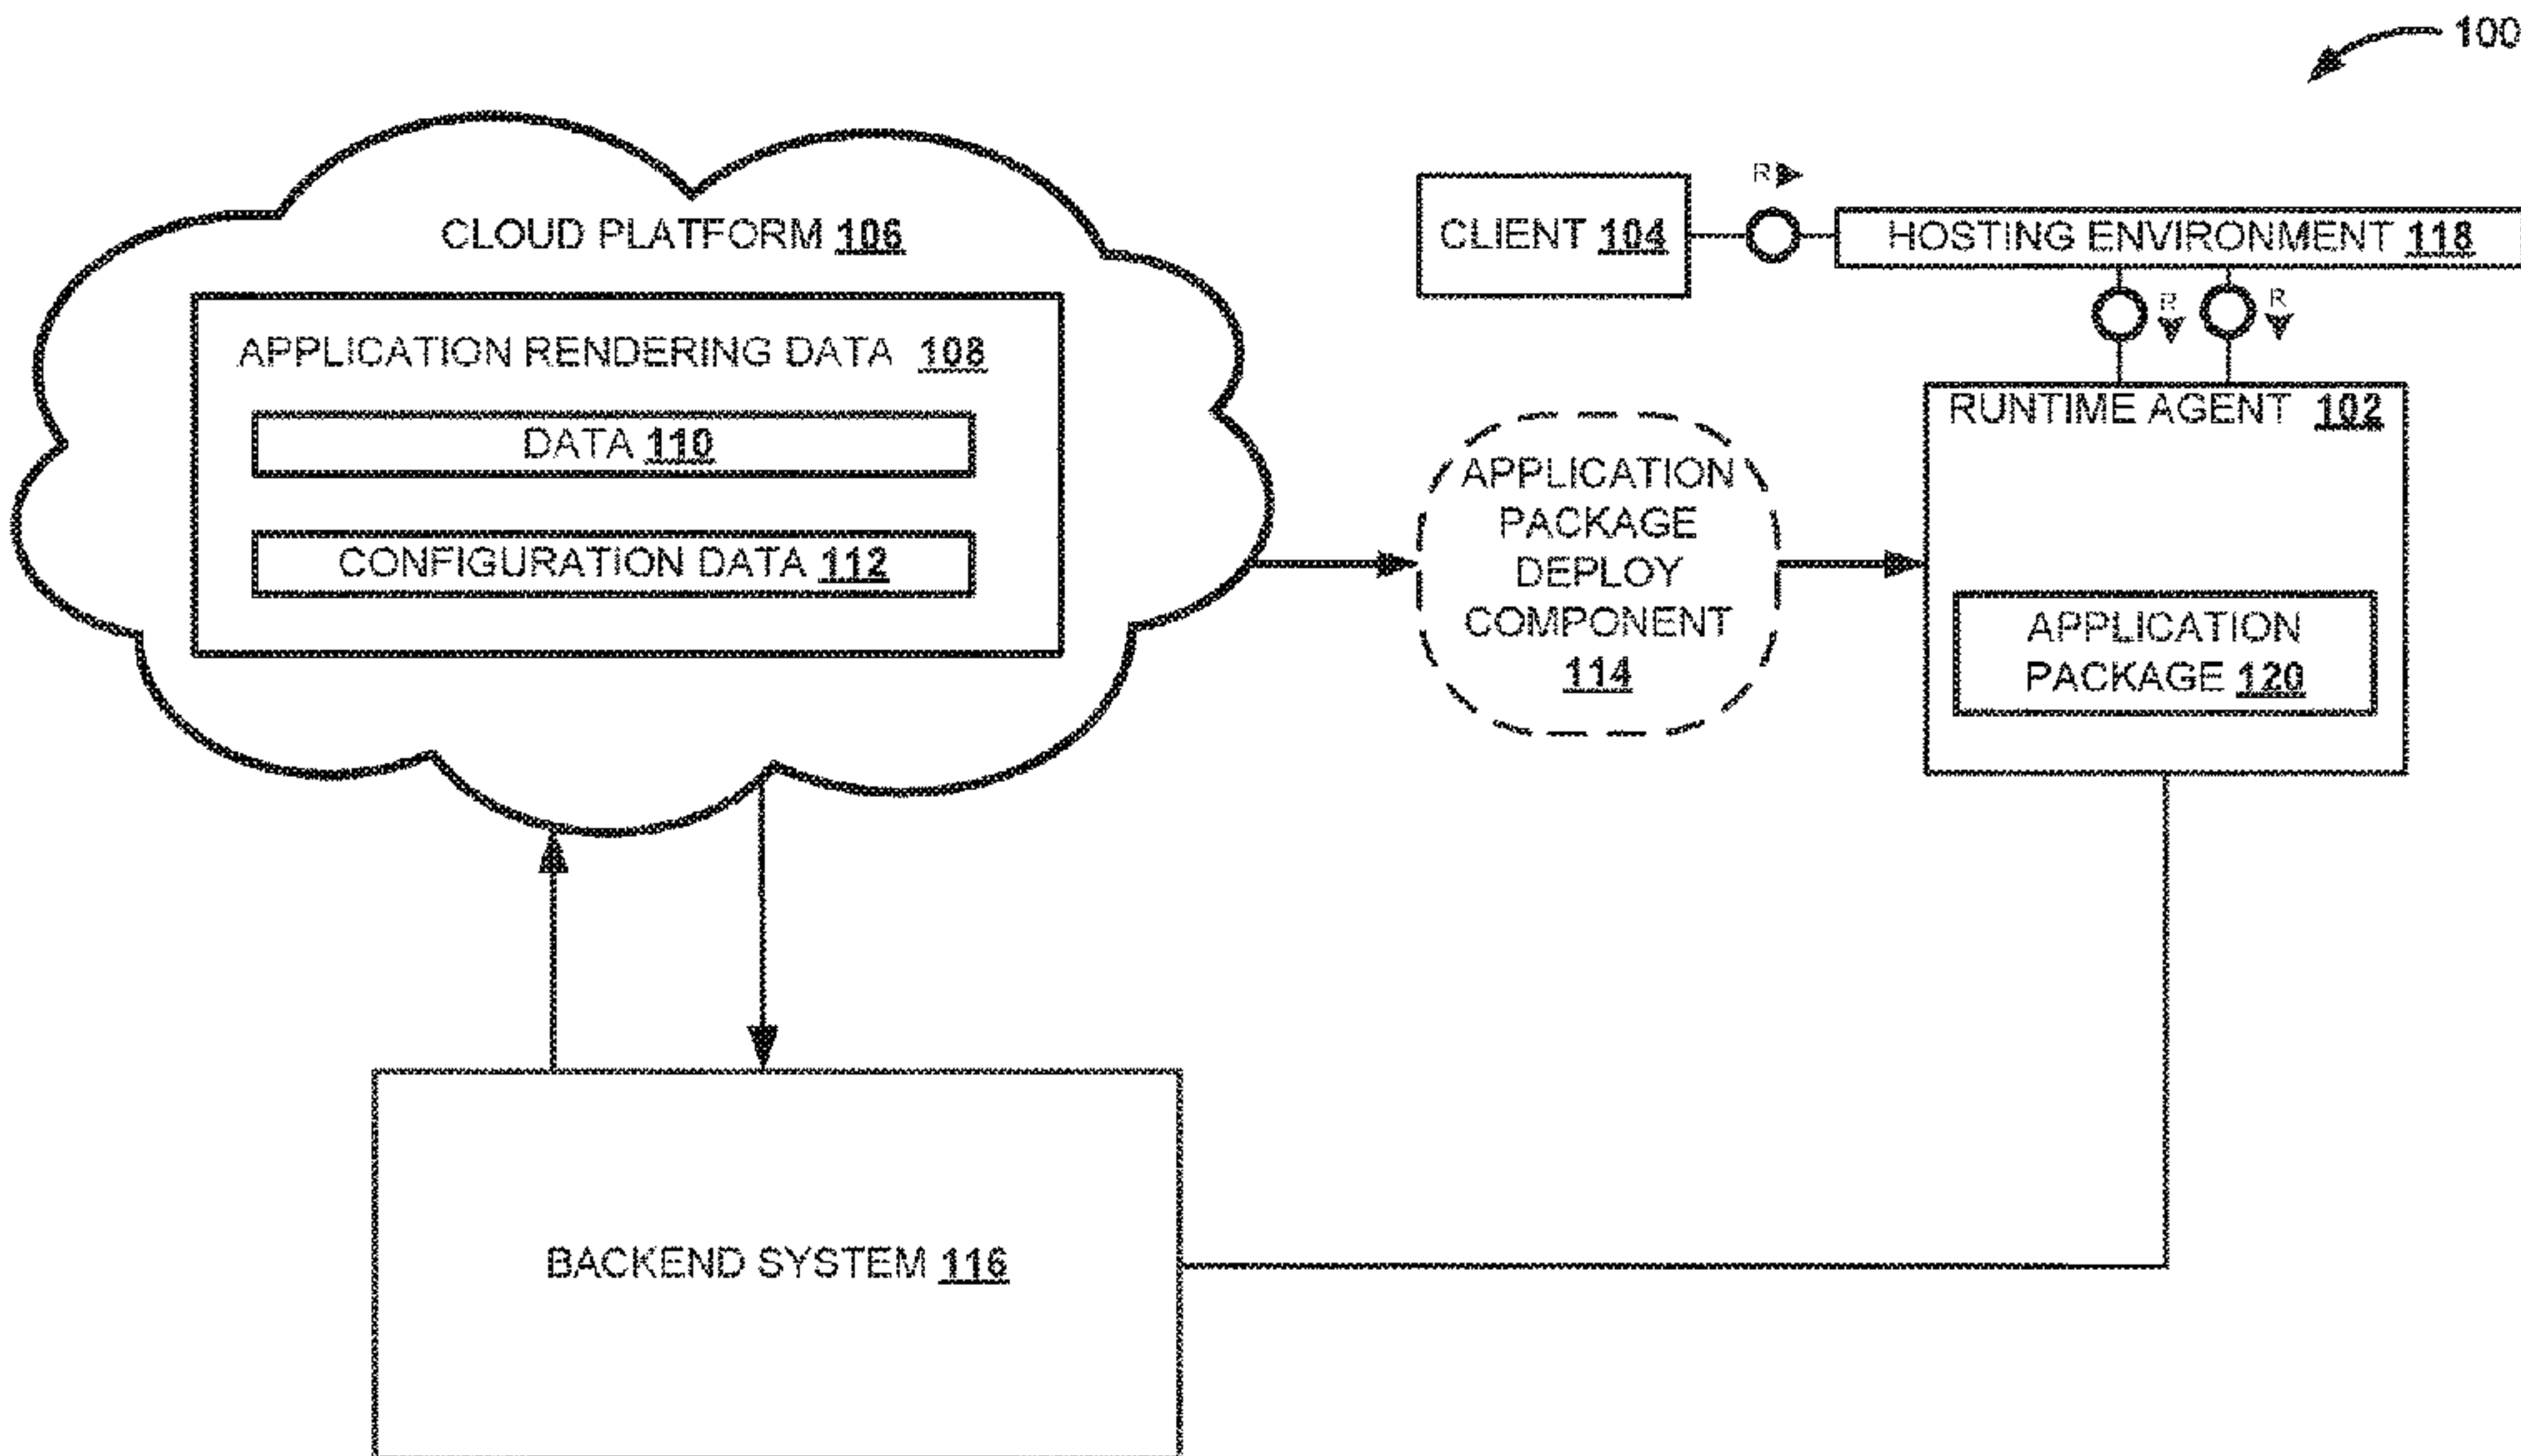 100
CLOUD PLATFORM 106
APPLICATION RENDERING DATA 108
DATA 110
CONFIGURATION DATA 112
CLIENT 104
R
HOSTING ENVIRONMENT 118
R
R
RUNTIME AGENT 102
APPLICATION
PACKAGE
DEPLOY
COMPONENT
114
APPLICATION
PACKAGE 120
BACKEND SYSTEM 116